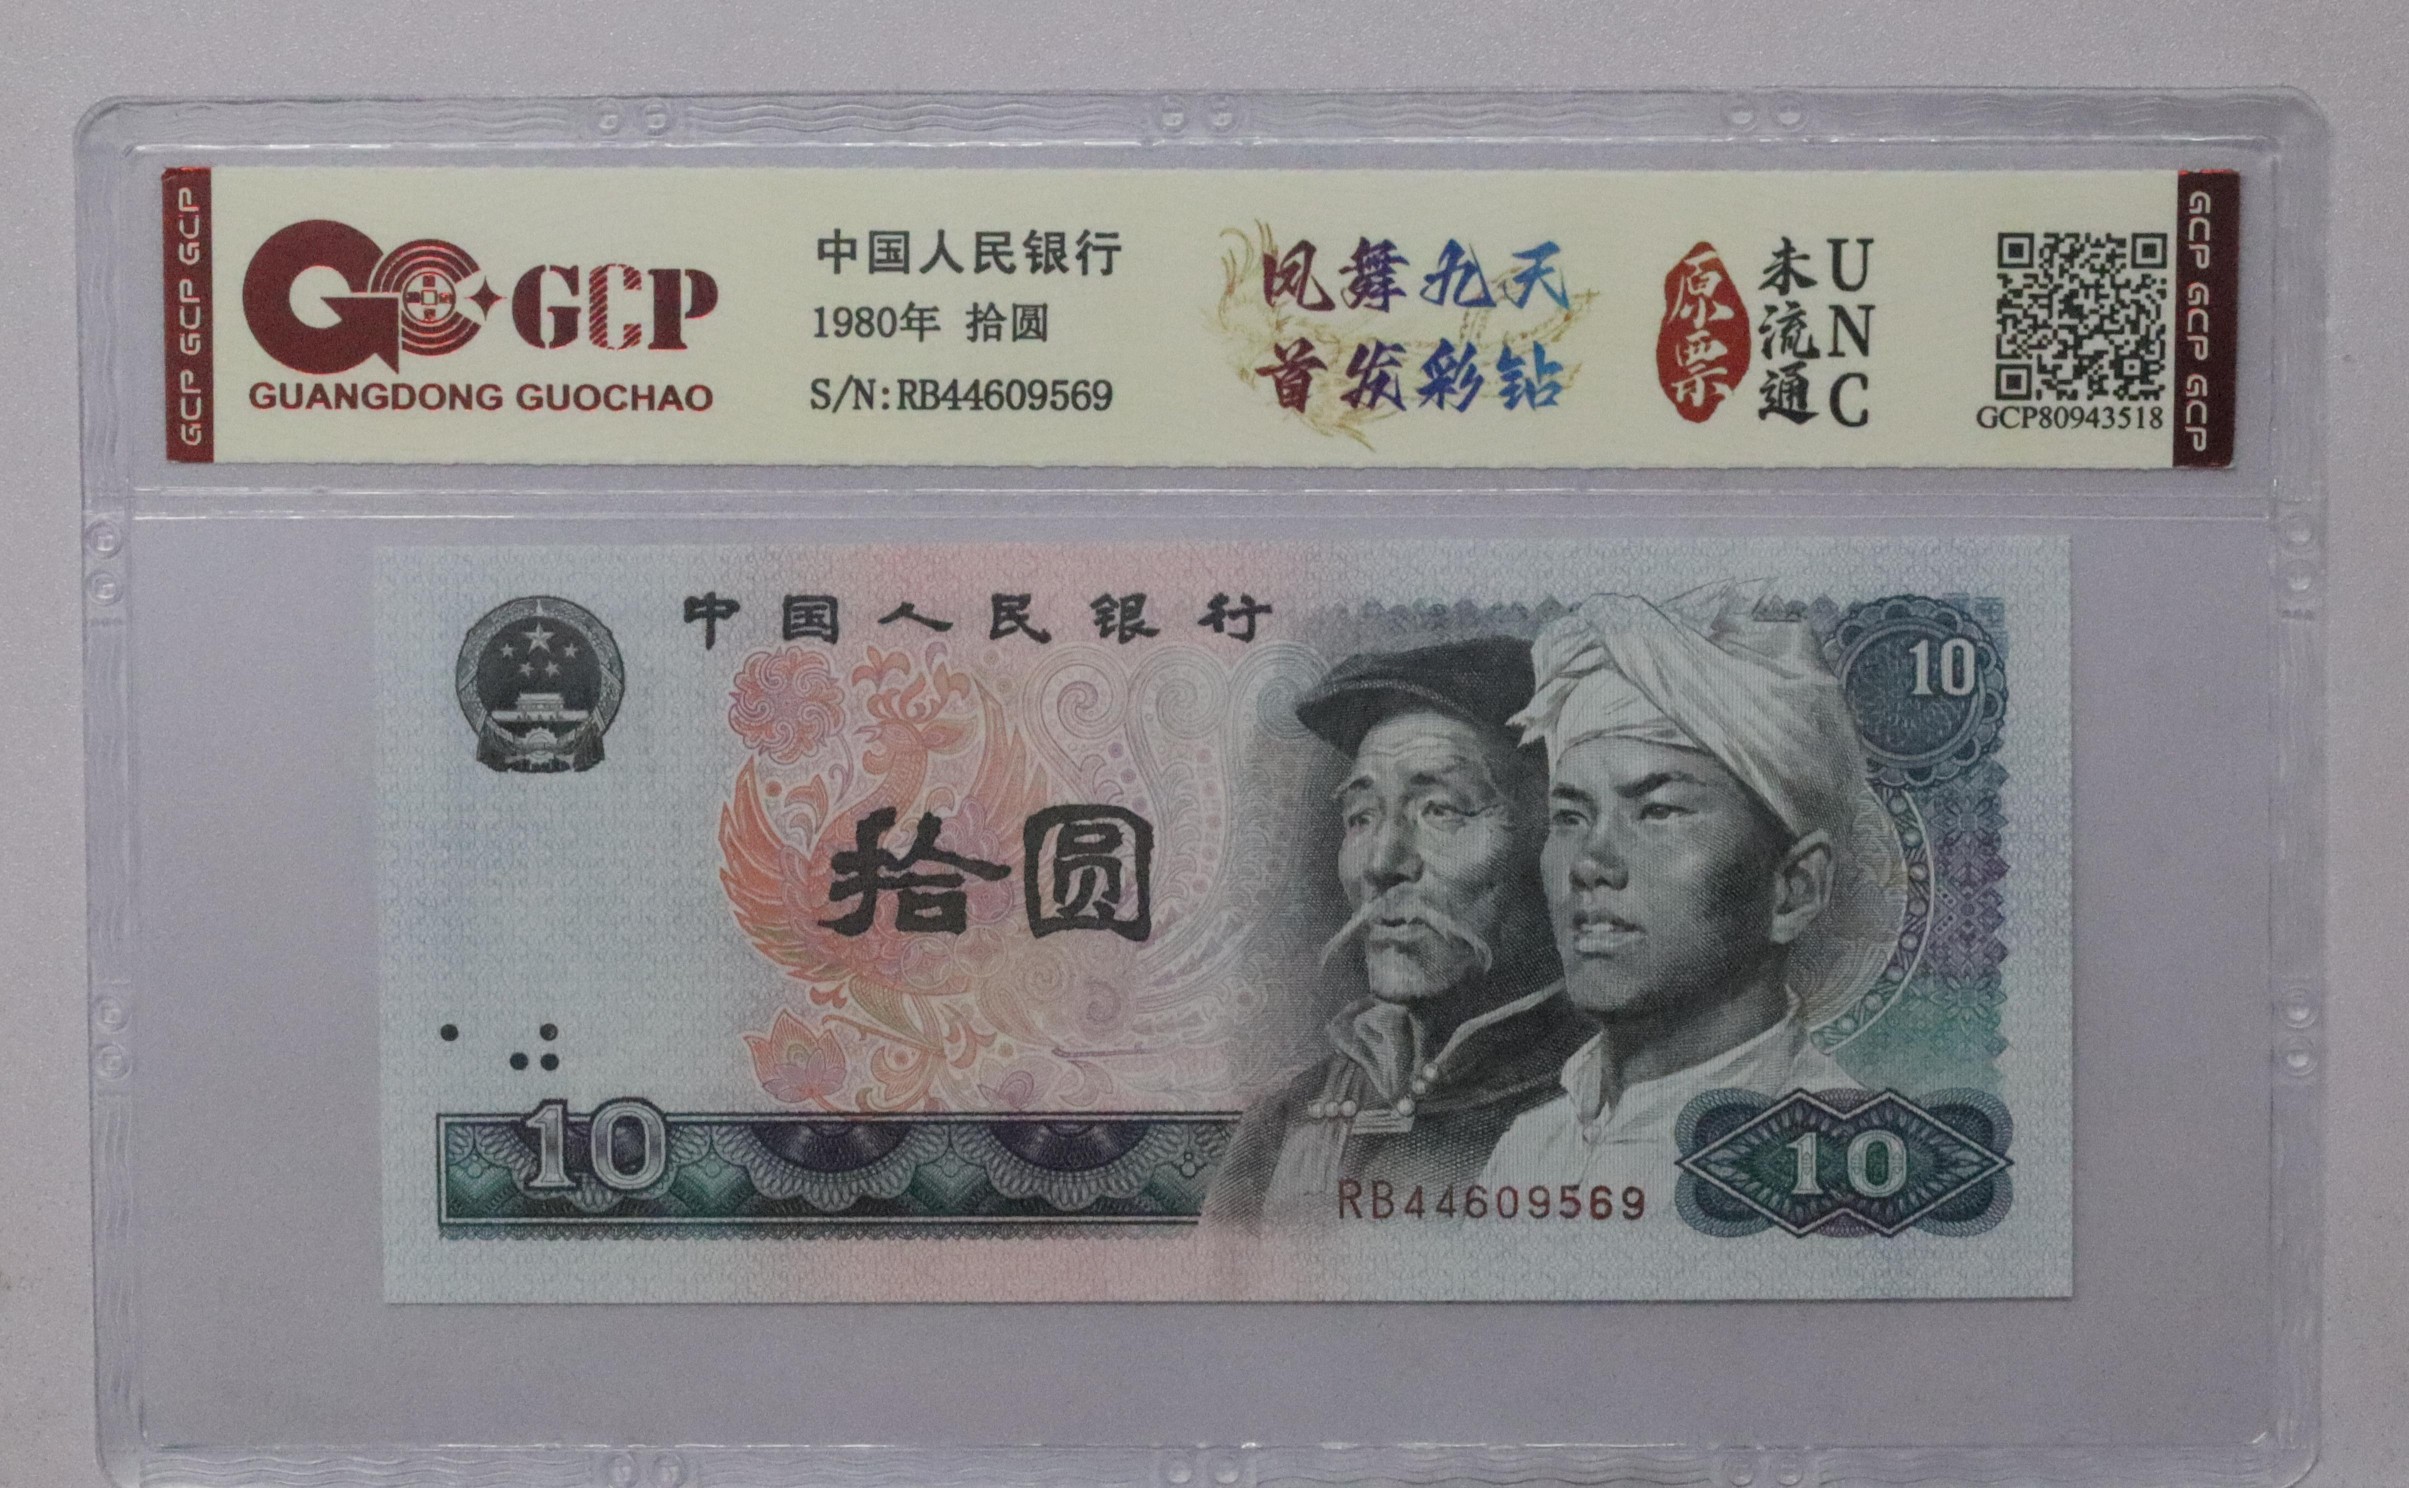 GCP GCP GCP
GCP
GUANGDONG GUOCHAO
中国人民银行
1980年 拾圆
S/N:RB44609569
凤舞九天
首发彩钻
原票
未流通
UNC
GCP80943518
GCP GCP GCP
中国人民银行
10
拾圆
10
RB44609569
10